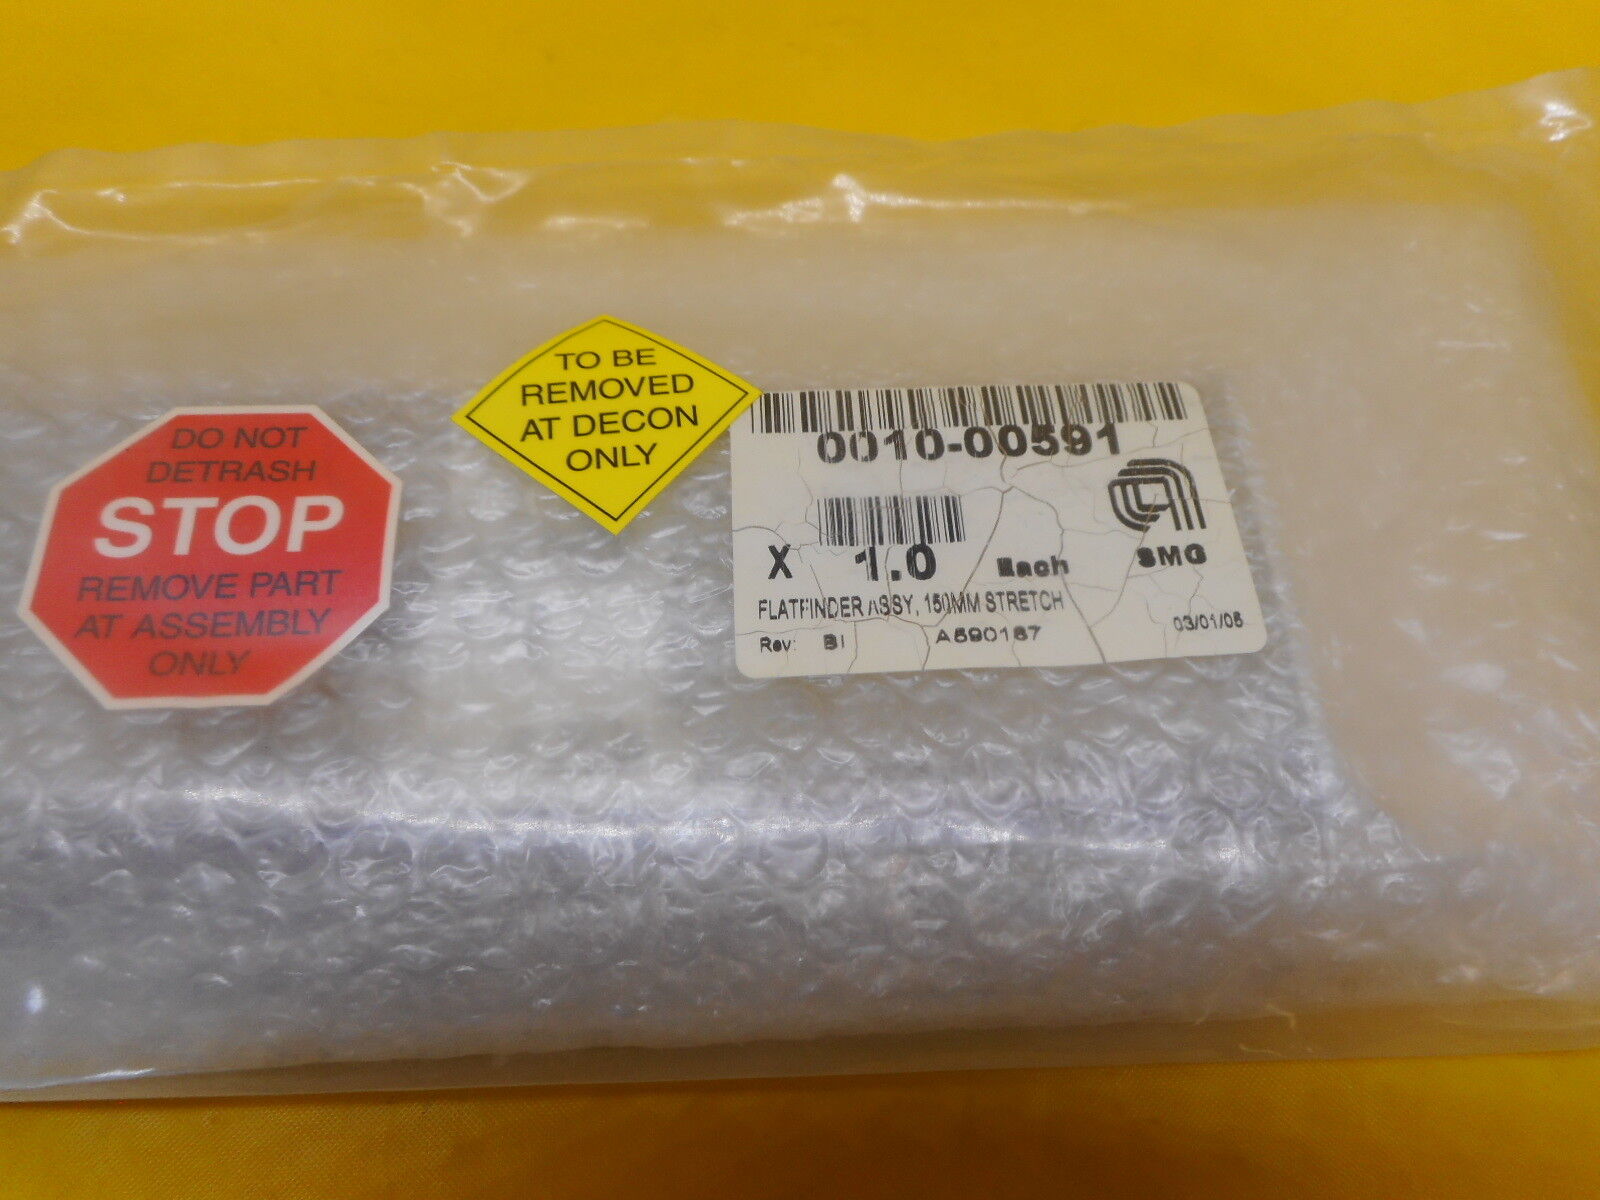 DO NOT
DETRASH
STOP
REMOVE PART
AT ASSEMBLY
ONLY
TO BE
REMOVED
AT DECON
ONLY
0010-00591
X 1.0 Each SMG
FLATFINDER ASSY, 150MM STRETCH
Rev: BI A590187 03/01/05